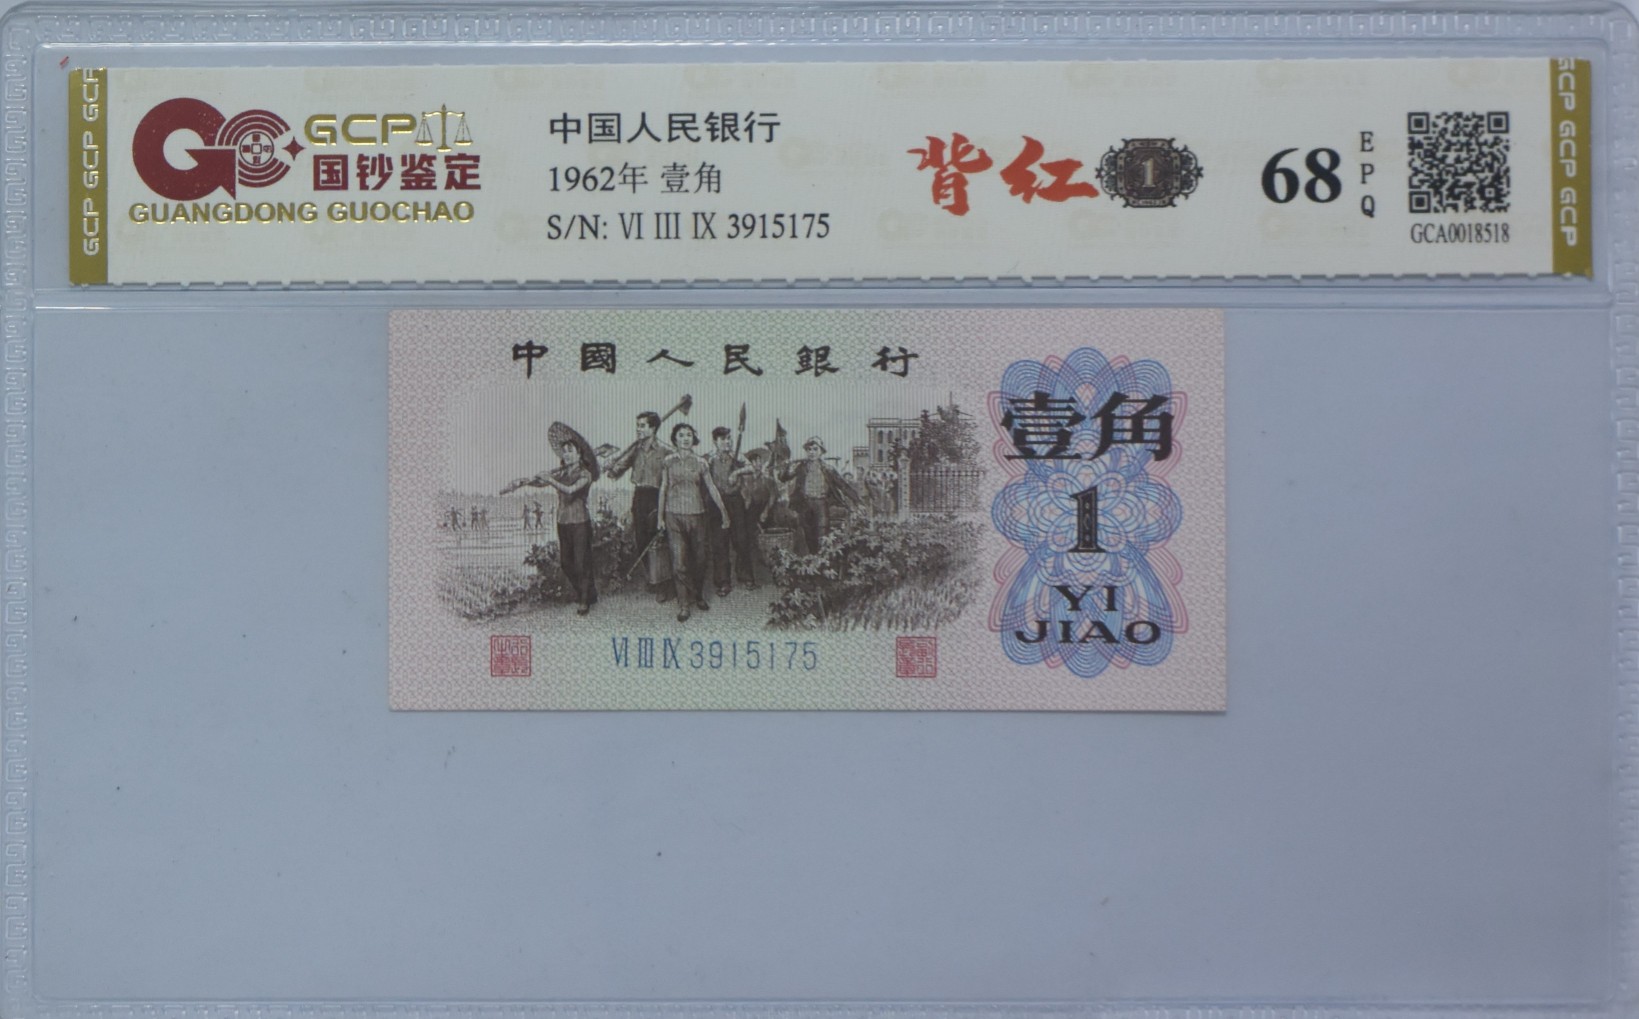 GCP
国钞鉴定
GUANGDONG GUOCHAO
中国人民银行
1962年 壹角
S/N: VI III IX 3915175
背红
1
68
EPQ
GCA0018518
GCP GCP GCP
GCP GCP GCP
中國人民銀行
壹角
1
YI
JIAO
VI III IX 3915175